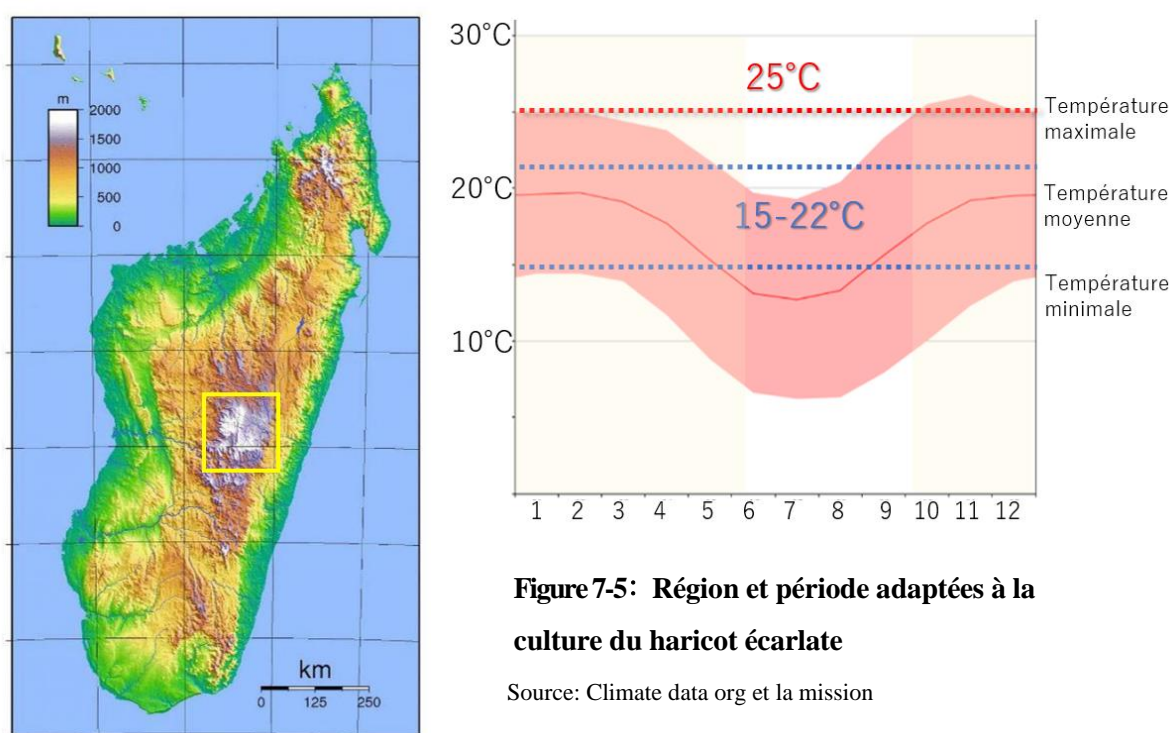 m
2000
1500
1000
500
0
km
0 125 250
30°C
20°C
10°C
25°C
15-22°C
Température
maximale
Température
moyenne
Température
minimale
1 2 3 4 5 6 7 8 9 10 11 12
Figure 7-5: Région et période adaptées à la
culture du haricot écarlate
Source: Climate data org et la mission